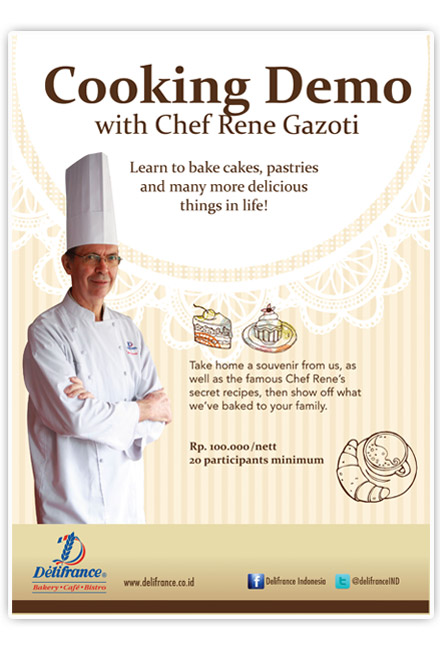 Cooking Demo
with Chef Rene Gazoti
Learn to bake cakes, pastries
and many more delicious
things in life!
Take home a souvenir from us, as
well as the famous Chef Rene's
secret recipes, then show off what
we've baked to your family.
Rp. 100.000/nett
20 participants minimum
Délifrance®
Bakery • Café • Bistro
www.delifrance.co.id
Delifrance Indonesia
@delifranceIND